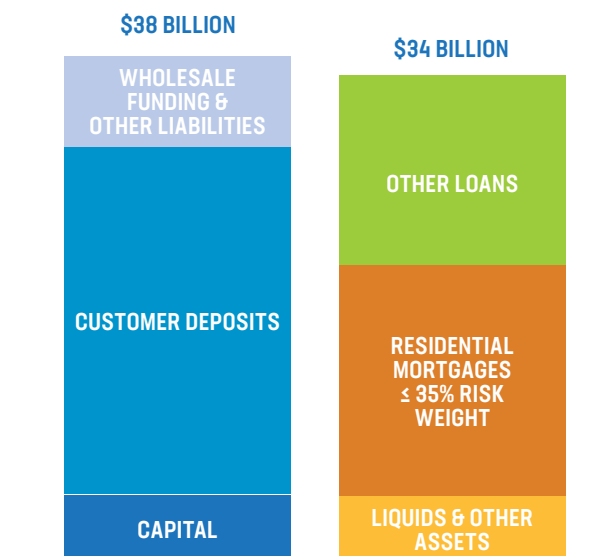 $38 BILLION
WHOLESALE
FUNDING &
OTHER LIABILITIES
CUSTOMER DEPOSITS
CAPITAL
$34 BILLION
OTHER LOANS
RESIDENTIAL
MORTGAGES
≤ 35% RISK
WEIGHT
LIQUIDS & OTHER
ASSETS